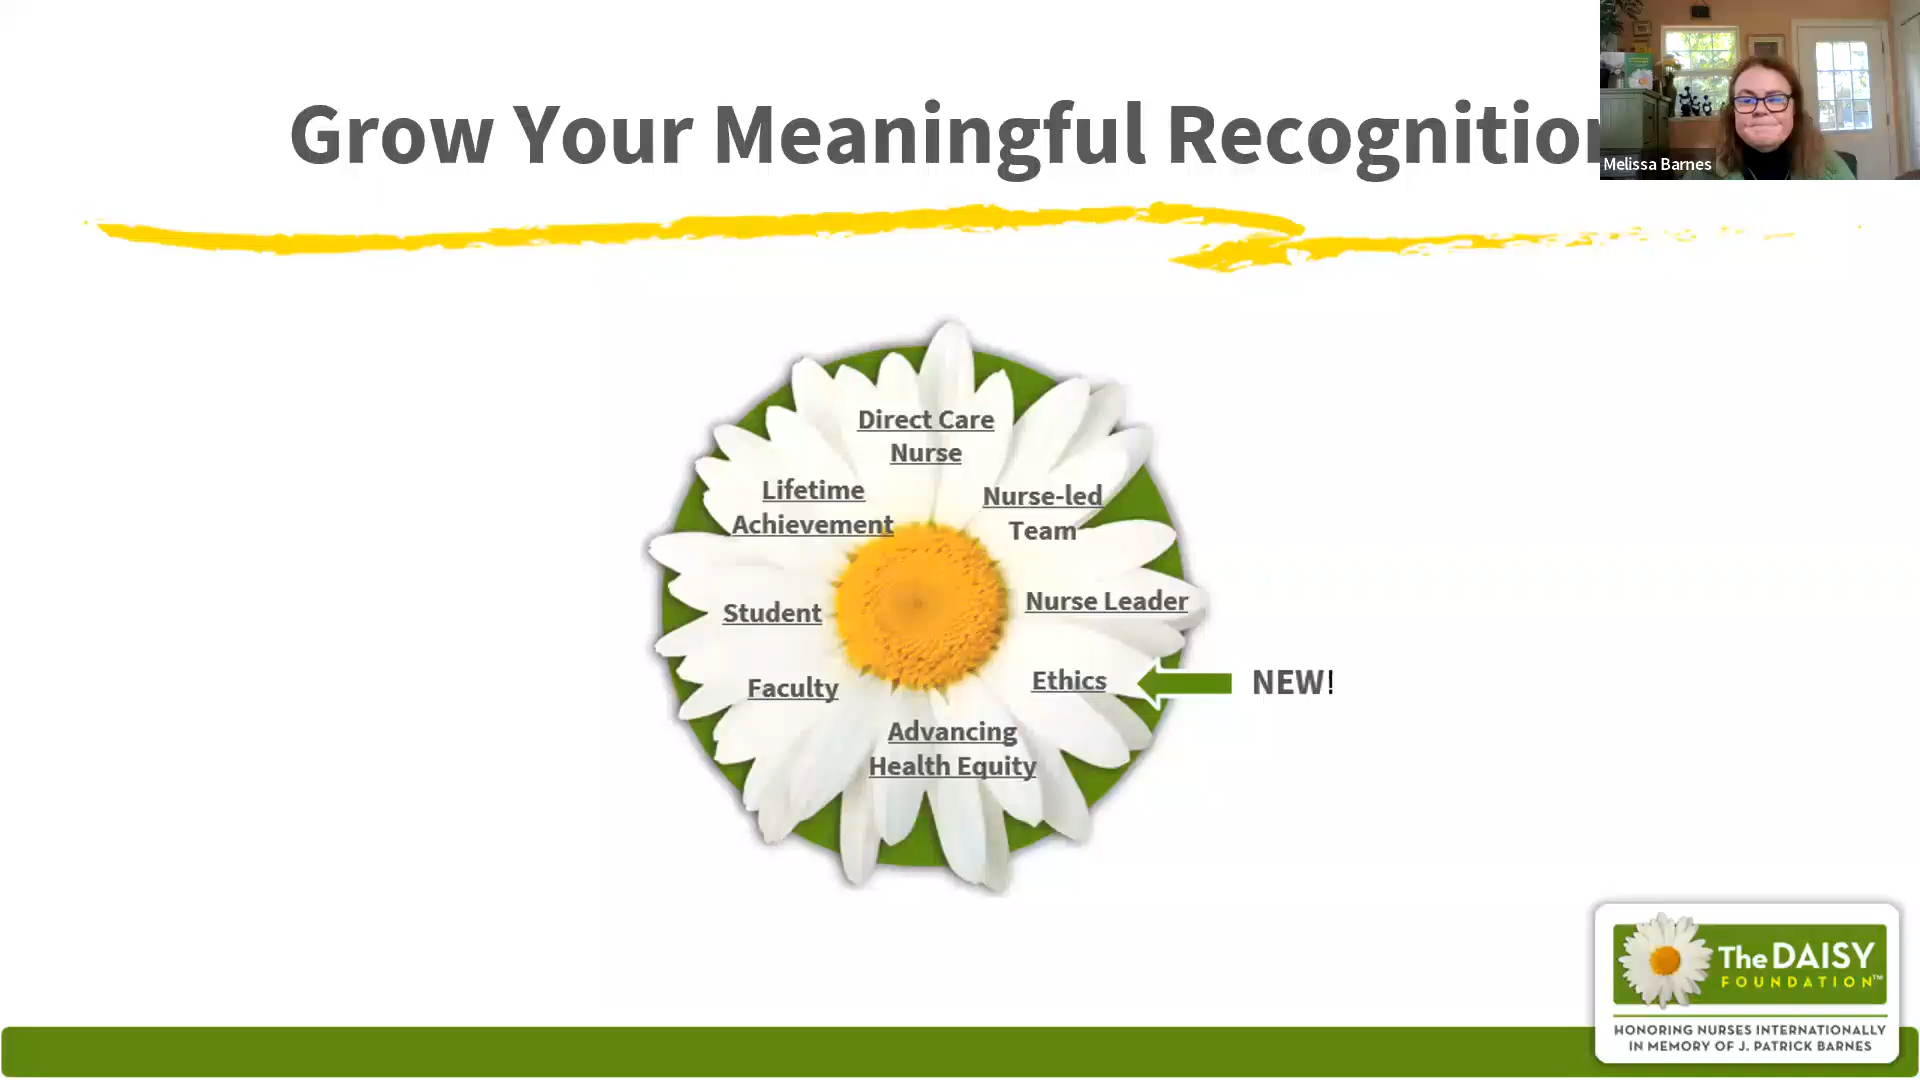 Grow Your Meaningful Recognition
Melissa Barnes
Direct Care
Nurse
Lifetime
Achievement
Nurse-led
Team
Student
Nurse Leader
Faculty
Ethics
NEW!
Advancing
Health Equity
The DAISY
FOUNDATION™
HONORING NURSES INTERNATIONALLY
IN MEMORY OF J. PATRICK BARNES